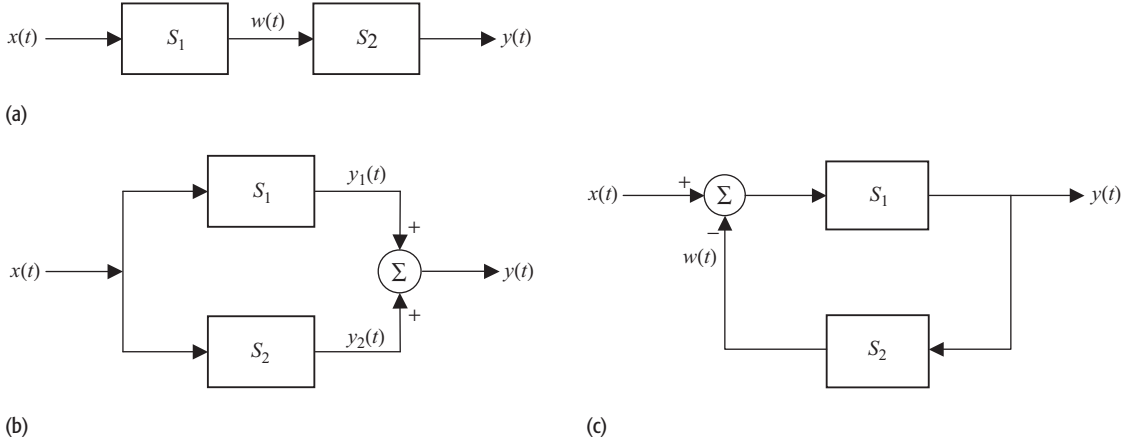 x(t) S₁ w(t) S₂ y(t)
(a)
S₁ y₁(t)
+
x(t) Σ y(t)
+
S₂ y₂(t)
(b)
x(t) + Σ S₁ y(t)
−
w(t)
S₂
(c)